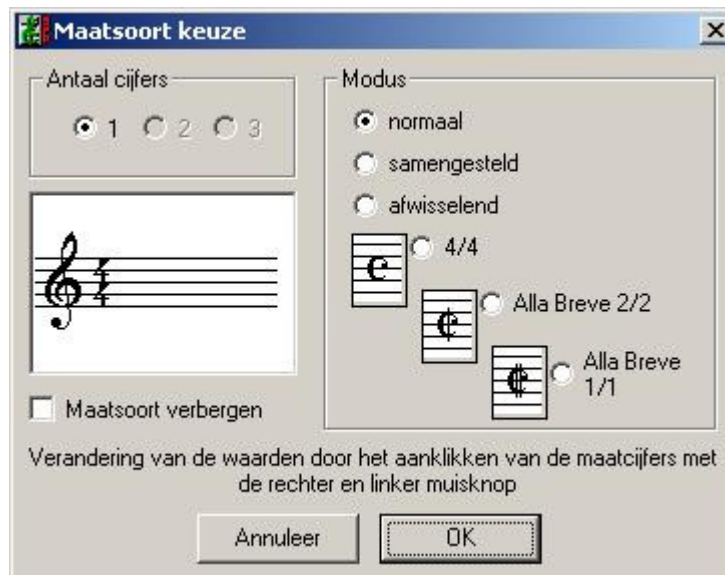 Maatsoort keuze
Antaal cijfers
1 2 3
Maatsoort verbergen
Modus
normaal
samengesteld
afwisselend
4/4
Alla Breve 2/2
Alla Breve
1/1
Verandering van de waarden door het aanklikken van de maatcijfers met
de rechter en linker muisknop
Annuleer OK